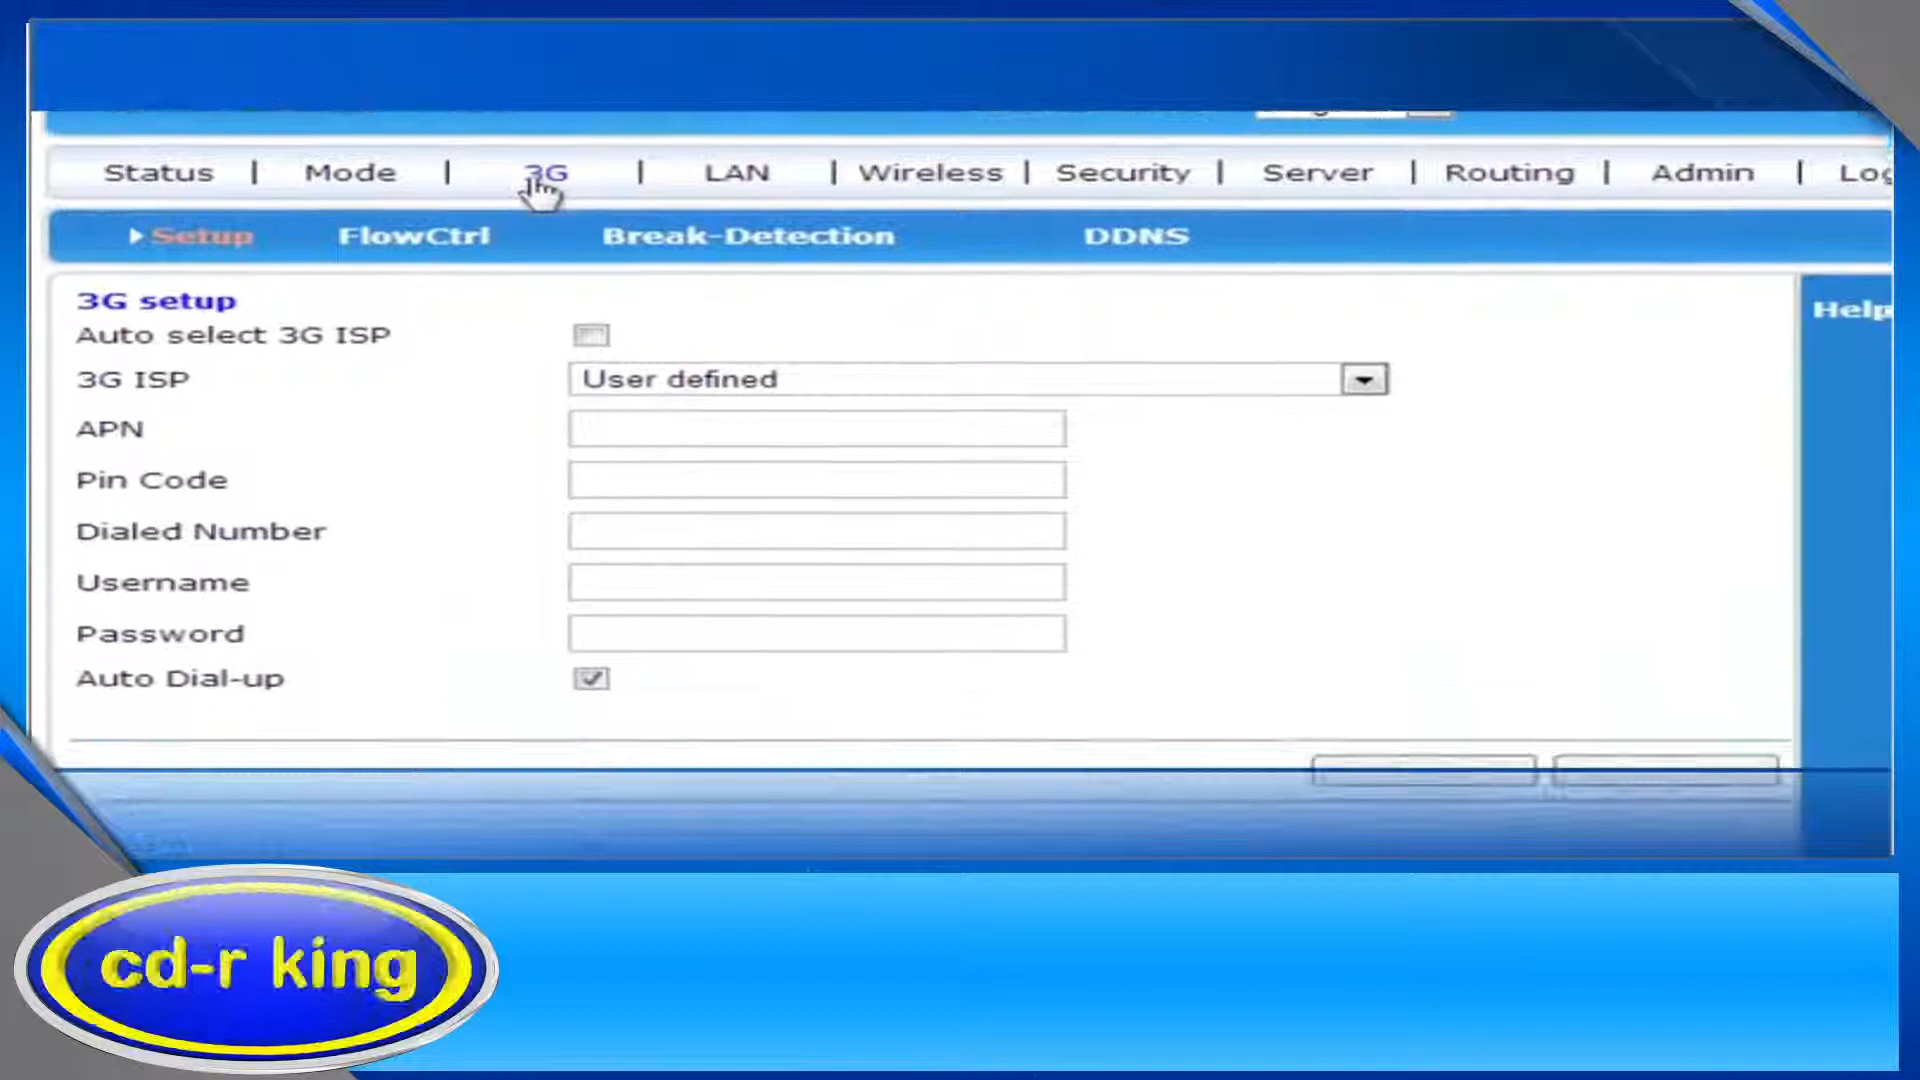 Status | Mode | 3G | LAN | Wireless | Security | Server | Routing | Admin |
Setup FlowCtrl Break-Detection DDNS
3G setup
Help
Auto select 3G ISP
3G ISP User defined
APN
Pin Code
Dialed Number
Username
Password
Auto Dial-up
cd-r king